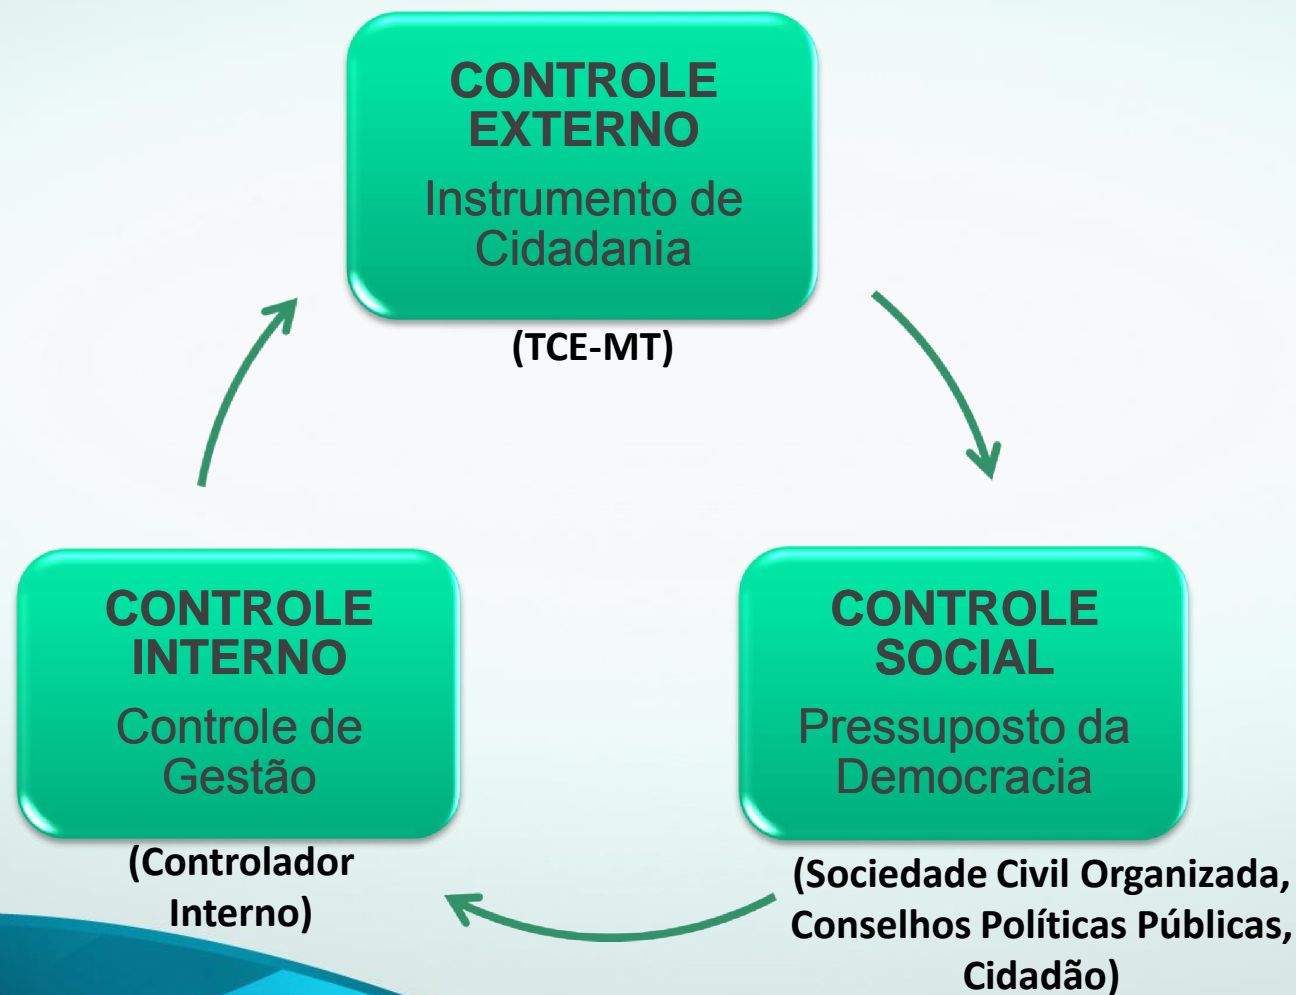 CONTROLE
EXTERNO
Instrumento de
Cidadania
(TCE-MT)
CONTROLE
INTERNO
Controle de
Gestão
(Controlador
Interno)
CONTROLE
SOCIAL
Pressuposto da
Democracia
(Sociedade Civil Organizada,
Conselhos Políticas Públicas,
Cidadão)